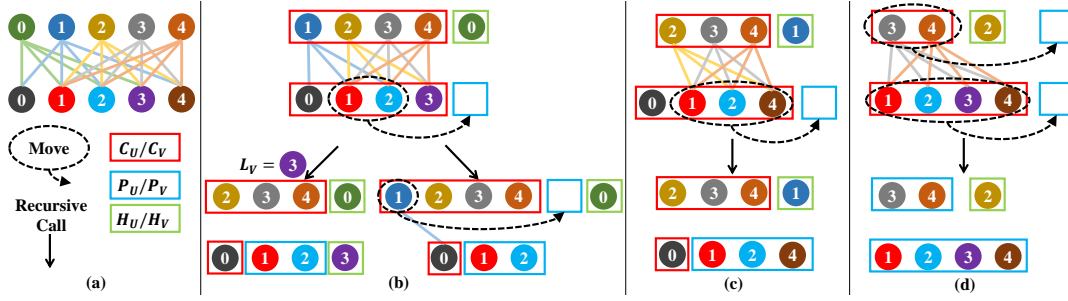 0 1 2 3 4
0 1 2 3 4
Move
C_U/C_V
P_U/P_V
Recursive
Call
H_U/H_V
(a)
1 2 3 4 0
0 1 2 3
L_V = 3
2 3 4 0
1 2 3 4 0
0 1 2 3
0 1 2
(b)
2 3 4 1
0 1 2 4
2 3 4 1
0 1 2 4
(c)
3 4 2
1 2 3 4
3 4 2
1 2 3 4
(d)